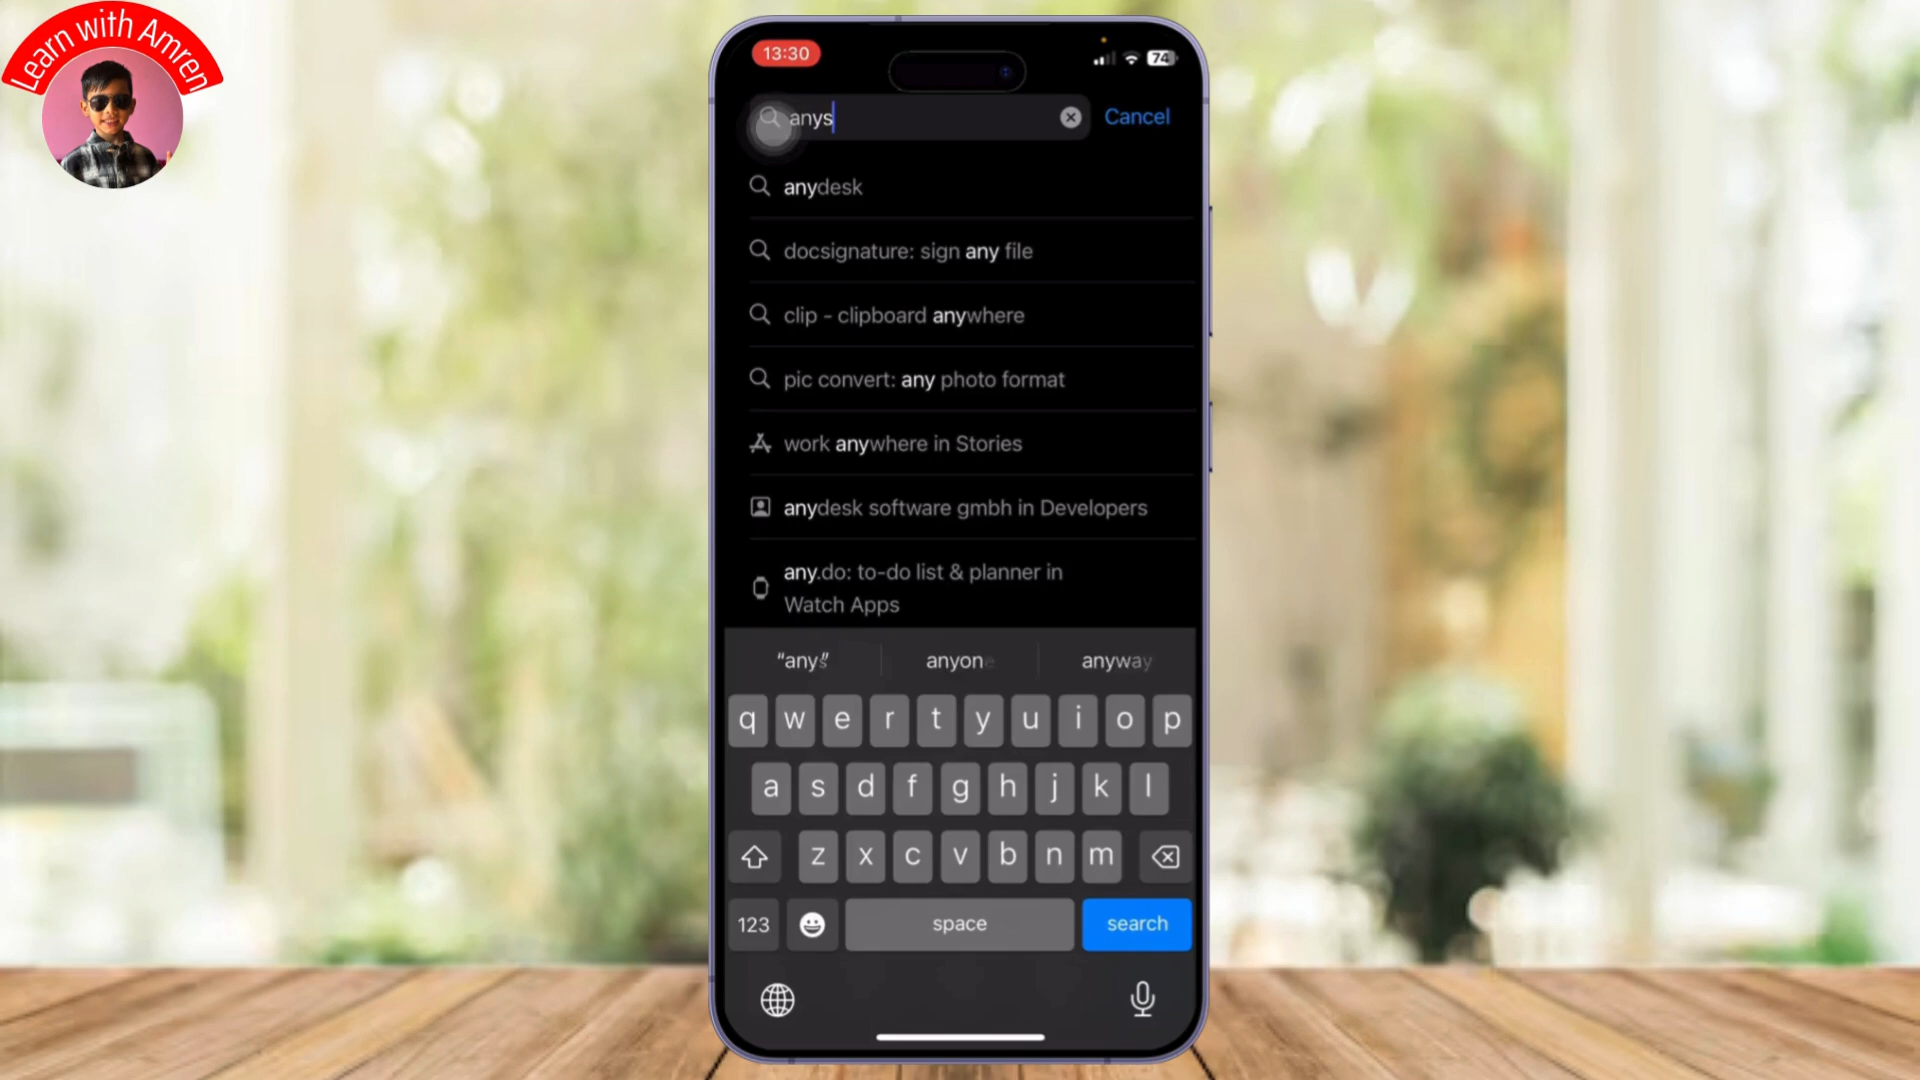 Learn with Amren
13:30
74
anys
Cancel
anydesk
docsignature: sign any file
clip - clipboard anywhere
pic convert: any photo format
work anywhere in Stories
anydesk software gmbh in Developers
any.do: to-do list & planner in
Watch Apps
“anys” anyone anyway
q w e r t y u i o p
a s d f g h j k l
z x c v b n m
123 space search